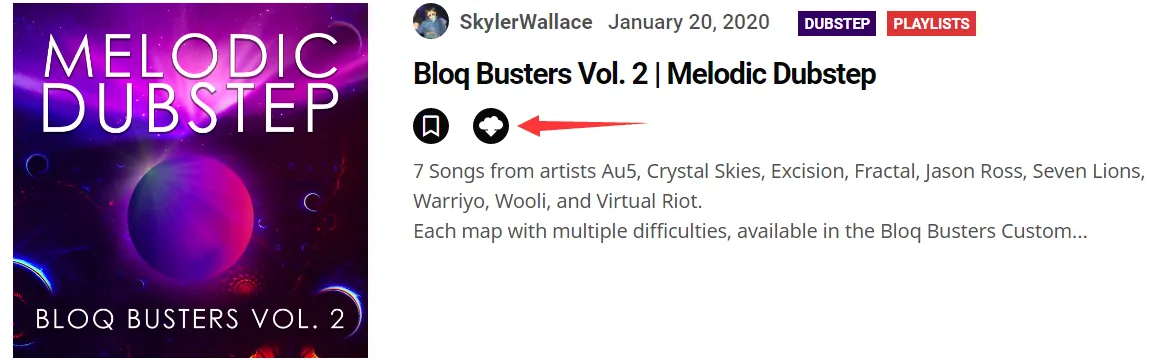 MELODIC
DUBSTEP
BLOQ BUSTERS VOL. 2
SkylerWallace January 20, 2020 DUBSTEP PLAYLISTS
Bloq Busters Vol. 2 | Melodic Dubstep
7 Songs from artists Au5, Crystal Skies, Excision, Fractal, Jason Ross, Seven Lions,
Warriyo, Wooli, and Virtual Riot.
Each map with multiple difficulties, available in the Bloq Busters Custom...